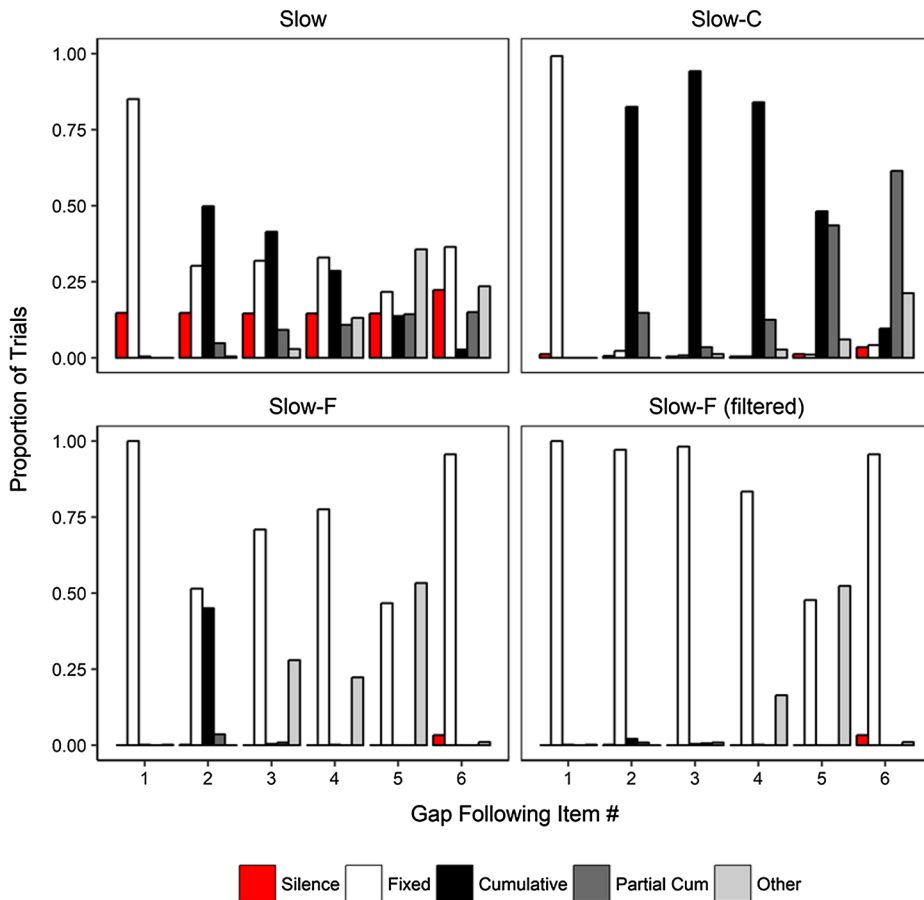 Slow
Slow-C
1.00
0.75
0.50
0.25
0.00
Slow-F
Slow-F (filtered)
1.00
0.75
0.50
0.25
0.00
Proportion of Trials
1 2 3 4 5 6
1 2 3 4 5 6
Gap Following Item #
Silence Fixed Cumulative Partial Cum Other